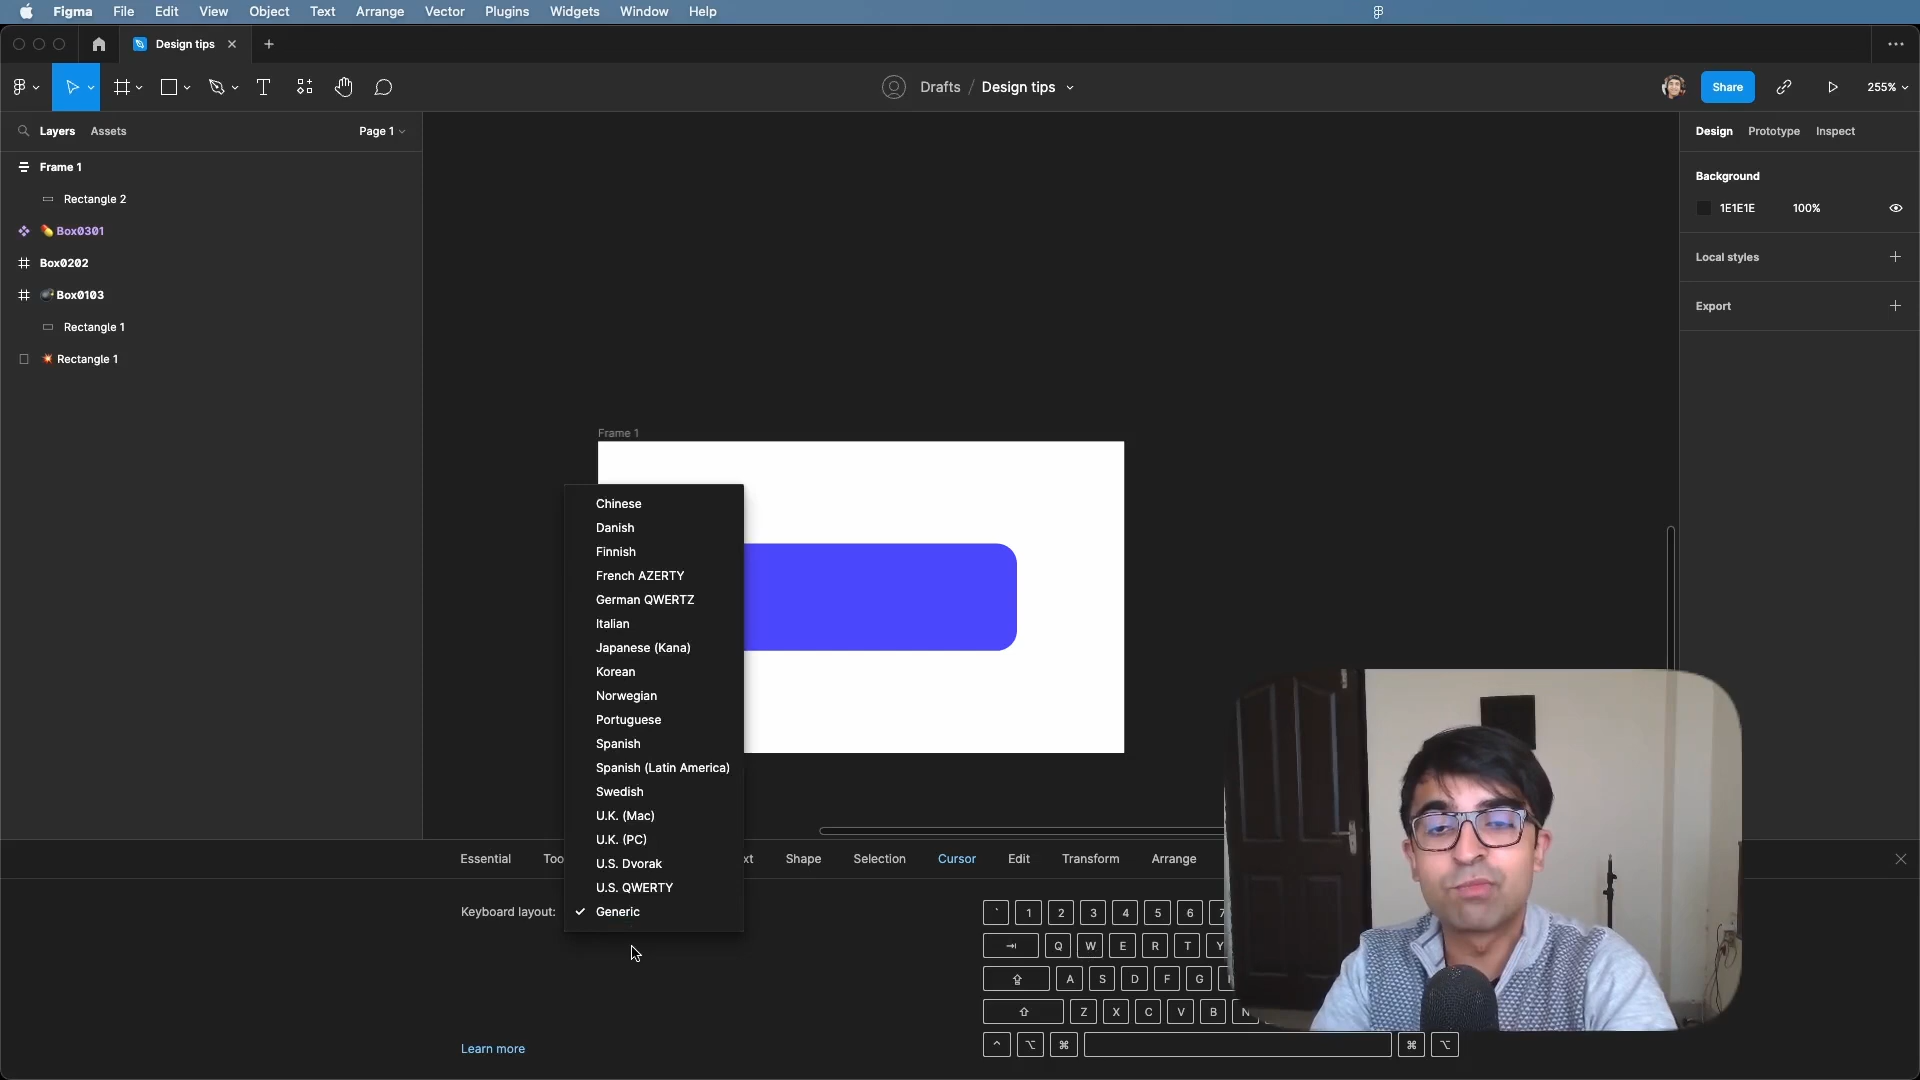 Figma File Edit View Object Text Arrange Vector Plugins Widgets Window Help
Design tips
Drafts / Design tips
Share
255%
Layers Assets Page 1
Frame 1
Rectangle 2
Box0301
Box0202
Box0103
Rectangle 1
Rectangle 1
Design Prototype Inspect
Background
1E1E1E 100%
Local styles
Export
Frame 1
Chinese
Danish
Finnish
French AZERTY
German QWERTZ
Italian
Japanese (Kana)
Korean
Norwegian
Portuguese
Spanish
Spanish (Latin America)
Swedish
U.K. (Mac)
U.K. (PC)
U.S. Dvorak
U.S. QWERTY
Generic
Essential Shape Selection Cursor Edit Transform Arrange
Keyboard layout:
` 1 2 3 4 5 6 7
Q W E R T Y
A S D F G
Z X C V B N
^ ⌥ ⌘ ⌘ ⌥
Learn more